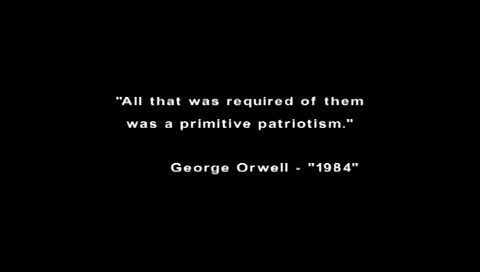 "All that was required of them
was a primitive patriotism."
George Orwell - "1984"